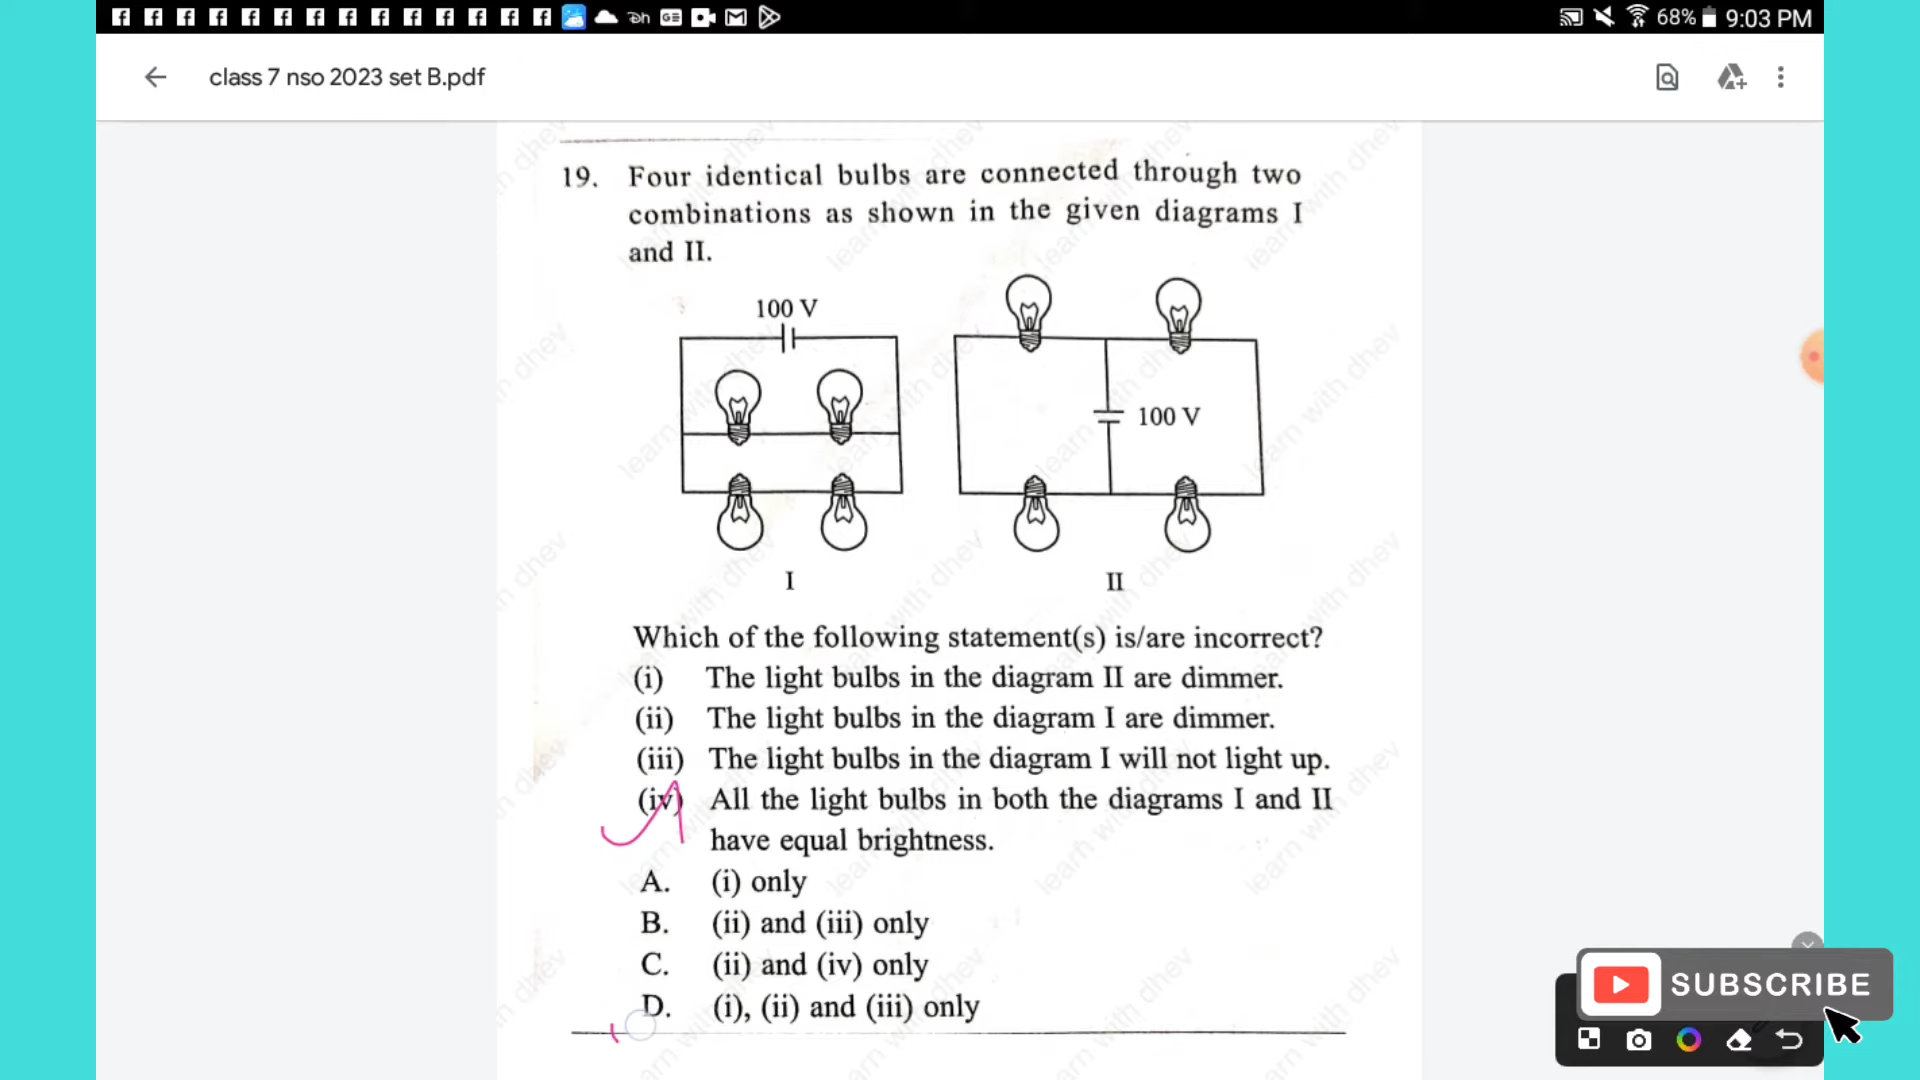 Dh GE 68% 9:03 PM
class 7 nso 2023 set B.pdf
19. Four identical bulbs are connected through two
combinations as shown in the given diagrams I
and II.
100 V
100 V
I
II
Which of the following statement(s) is/are incorrect?
(i) The light bulbs in the diagram II are dimmer.
(ii) The light bulbs in the diagram I are dimmer.
(iii) The light bulbs in the diagram I will not light up.
(iv) All the light bulbs in both the diagrams I and II
have equal brightness.
A. (i) only
B. (ii) and (iii) only
C. (ii) and (iv) only
D. (i), (ii) and (iii) only
SUBSCRIBE
learn with dhev